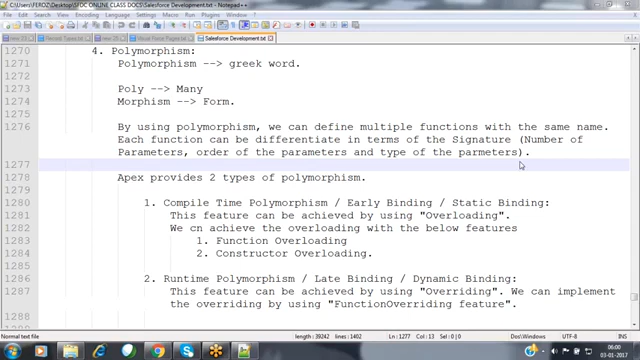 C:\Users\FEROZ\Desktop\SFDC ONLINE CLASS DOCS\Salesforce Development.txt - Notepad++
File Edit Search View Encoding Language Settings Macro Run Plugins Window ?
Visual Force Pages.txt
Salesforce Development.txt
1270 4. Polymorphism:
1271 Polymorphism --> greek word.
1272
1273 Poly --> Many
1274 Morphism --> Form.
1275
1276 By using polymorphism, we can define multiple functions with the same name.
Each function can be differentiate in terms of the Signature (Number of
Parameters, order of the parameters and type of the parmeters).
1277
1278 Apex provides 2 types of polymorphism.
1279
1280 1. Compile Time Polymorphism / Early Binding / Static Binding:
1281 This feature can be achieved by using "Overloading".
1282 We cn achieve the overloading with the below features
1283 1. Function Overloading
1284 2. Constructor Overloading.
1285
1286 2. Runtime Polymorphism / Late Binding / Dynamic Binding:
1287 This feature can be achieved by using "Overriding". We can implement
the overriding by using "FunctionOverriding feature".
1288
Normal text file length : 39242 lines : 1402 Ln : 1277 Col : 13 Sel : 0 | 0 Dos\Windows UTF-8 INS
06:00
03-01-2017